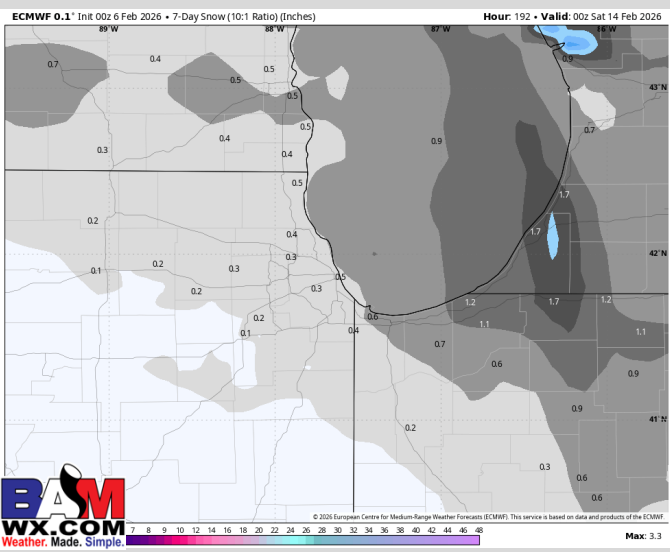 ECMWF 0.1° Init 00z 6 Feb 2026 • 7-Day Snow (10:1 Ratio) (Inches) Hour: 192 • Valid: 00z Sat 14 Feb 2026
89°W 88°W 87°W 86°W
0.7 0.4 0.5 0.5 0.9
0.5 43°N
0.5 0.7
0.4 0.9
0.3 0.4
0.5 1.7
0.2 0.4 1.7
0.3 42°N
0.1 0.2 0.3 0.5
0.2 0.3 1.2 1.7 1.2
0.2 0.6 1.1
0.1 0.4 1.1
0.7
0.6 0.9
0.9
0.2 41°N
0.3 0.6
0.6
BAM
WX.COM
Weather. Made. Simple.
© 2026 European Centre for Medium-Range Weather Forecasts (ECMWF). This service is based on data and products of the ECMWF.
7 8 9 10 12 14 16 18 19 20 22 24 26 28 30 32 34 36 38 40 42 44 46 48
Max: 3.3